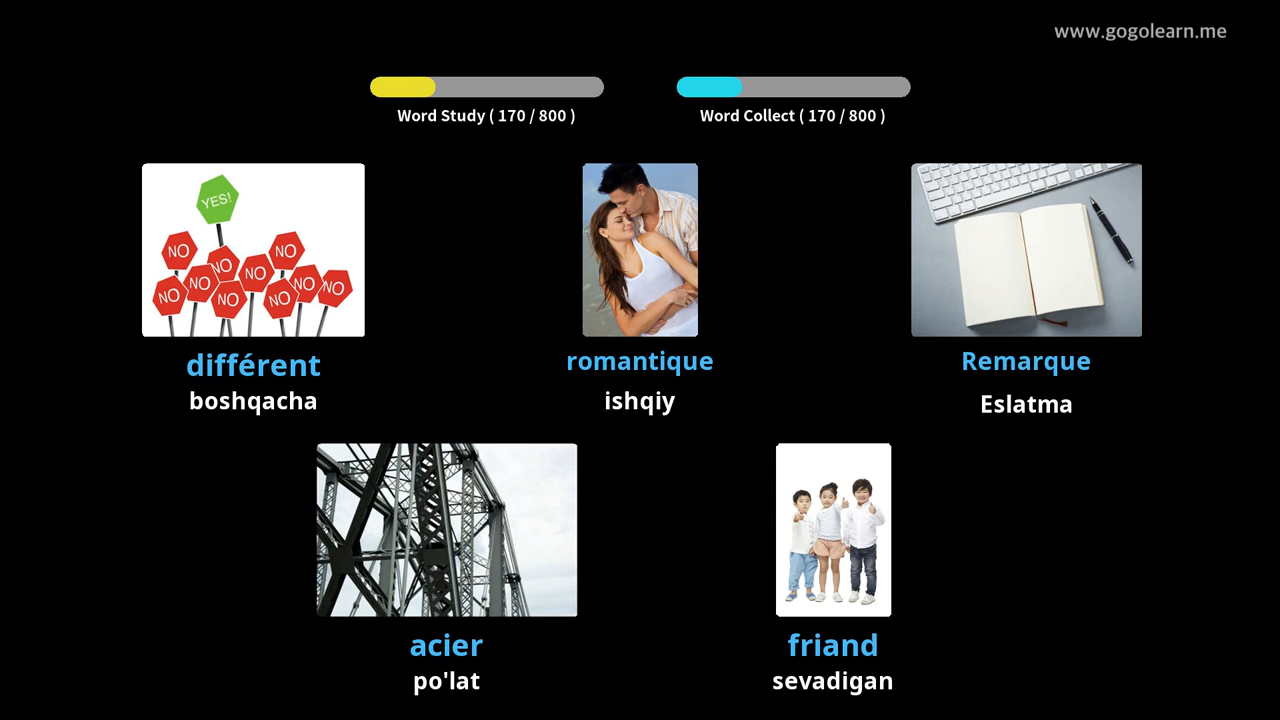 www.gogolearn.me
Word Study ( 170 / 800 )
Word Collect ( 170 / 800 )
YES!
NO
NO
NO
NO
NO
NO
NO
NO
NO
différent
boshqacha
romantique
ishqiy
Remarque
Eslatma
acier
po'lat
friand
sevadigan